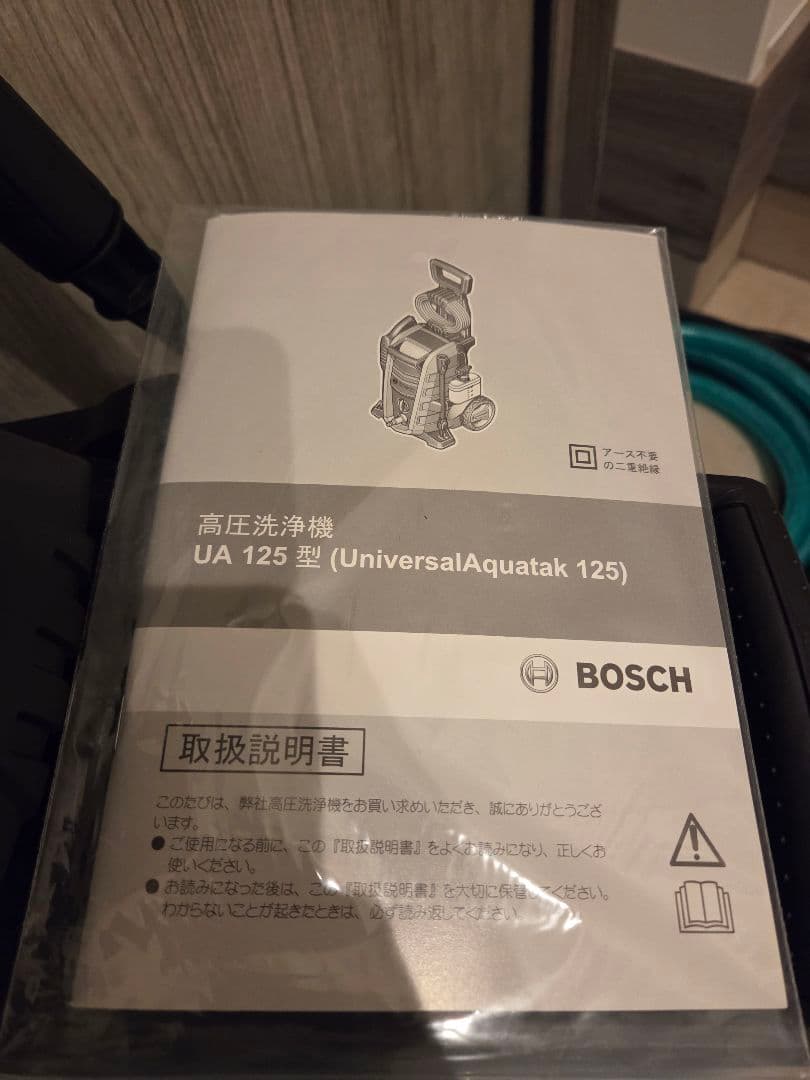 アース不要
の二重絶縁
高圧洗浄機
UA 125 型 (UniversalAquatak 125)
BOSCH
取扱説明書
このたびは、弊社高圧洗浄機をお買い求めいただき、誠にありがとうござ
います。
● ご使用になる前に、この『取扱説明書』をよくお読みになり、正しくお
使いください。
● お読みになった後は、この『取扱説明書』を大切に保管してください。
わからないことが起きたときは、必ず読み返してください。